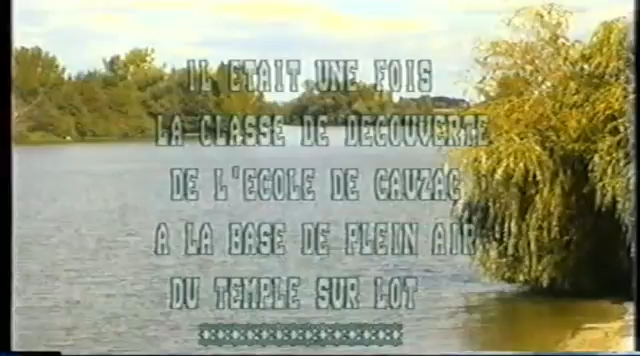 IL ETAIT UNE FOIS
LA CLASSE DE DECOUVERTE
DE L'ECOLE DE CAUZAC
A LA BASE DE PLEIN AIR
DU TEMPLE SUR LOT